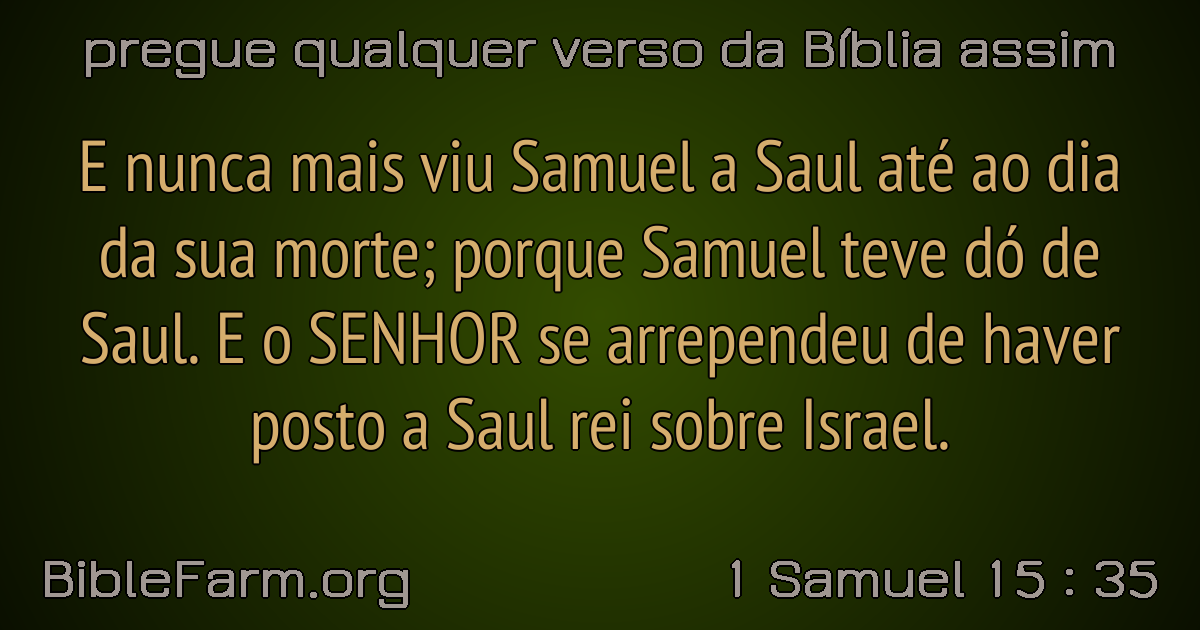 pregue qualquer verso da Bíblia assim
E nunca mais viu Samuel a Saul até ao dia
da sua morte; porque Samuel teve dó de
Saul. E o SENHOR se arrependeu de haver
posto a Saul rei sobre Israel.
BibleFarm.org
1 Samuel 15 : 35